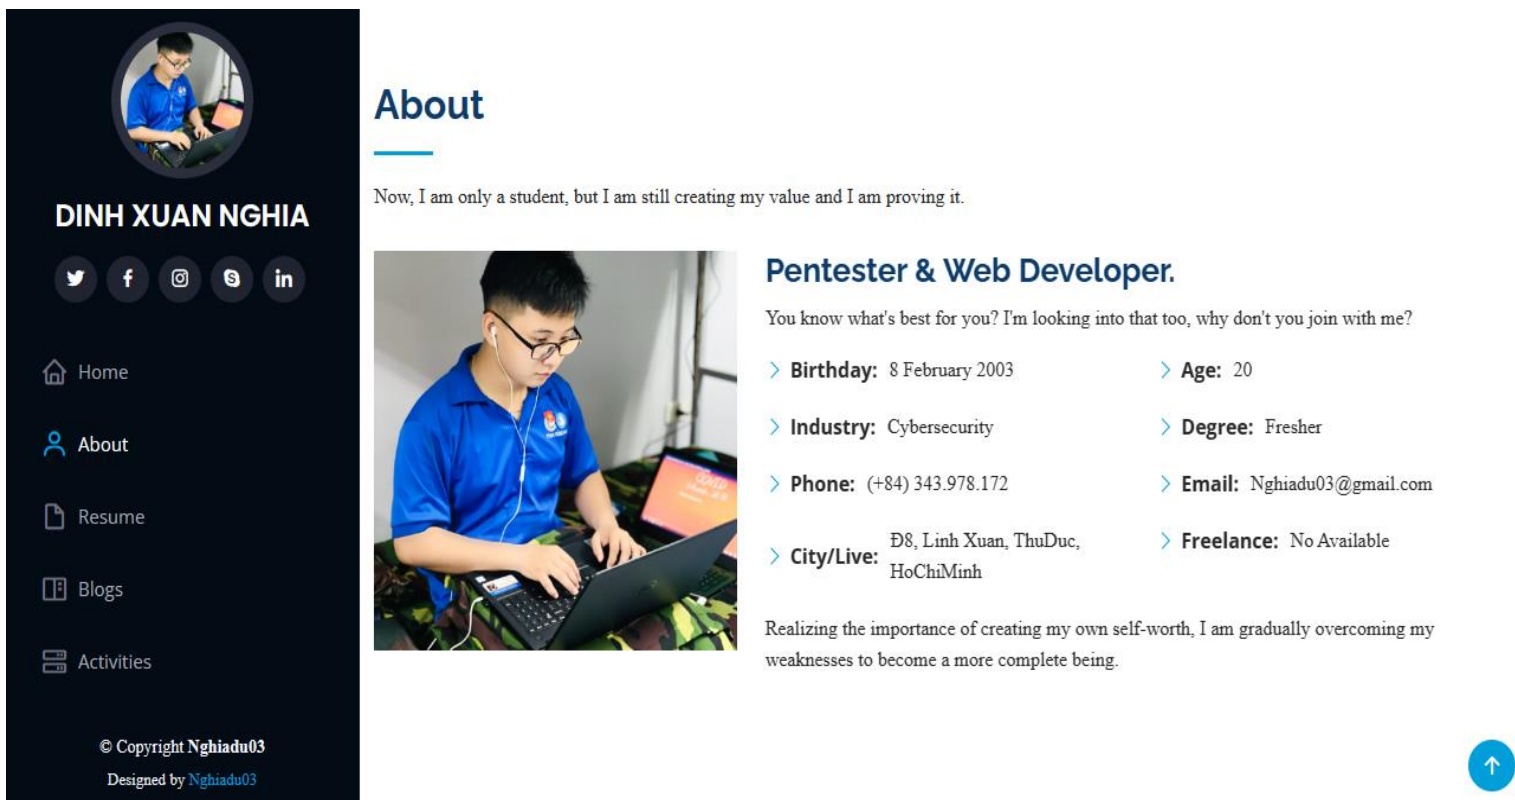 DINH XUAN NGHIA
Home
About
Resume
Blogs
Activities
© Copyright Nghiadu03
Designed by Nghiadu03
About
Now, I am only a student, but I am still creating my value and I am proving it.
Pentester & Web Developer.
You know what's best for you? I'm looking into that too, why don't you join with me?
Birthday: 8 February 2003
Age: 20
Industry: Cybersecurity
Degree: Fresher
Phone: (+84) 343.978.172
Email: Nghiadu03@gmail.com
City/Live: Đ8, Linh Xuan, ThuDuc,
HoChiMinh
Freelance: No Available
Realizing the importance of creating my own self-worth, I am gradually overcoming my
weaknesses to become a more complete being.
COVID